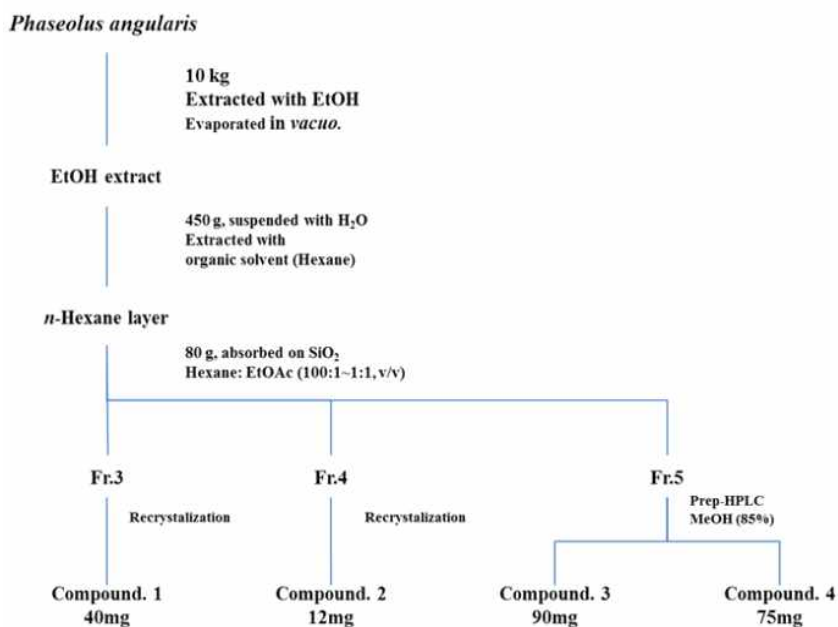 Phaseolus angularis
10 kg
Extracted with EtOH
Evaporated in vacuo.
EtOH extract
450 g, suspended with H₂O
Extracted with
organic solvent (Hexane)
n-Hexane layer
80 g, absorbed on SiO₂
Hexane: EtOAc (100:1~1:1, v/v)
Fr.3
Fr.4
Fr.5
Recrystalization
Recrystalization
Prep-HPLC
MeOH (85%)
Compound. 1
40mg
Compound. 2
12mg
Compound. 3
90mg
Compound. 4
75mg